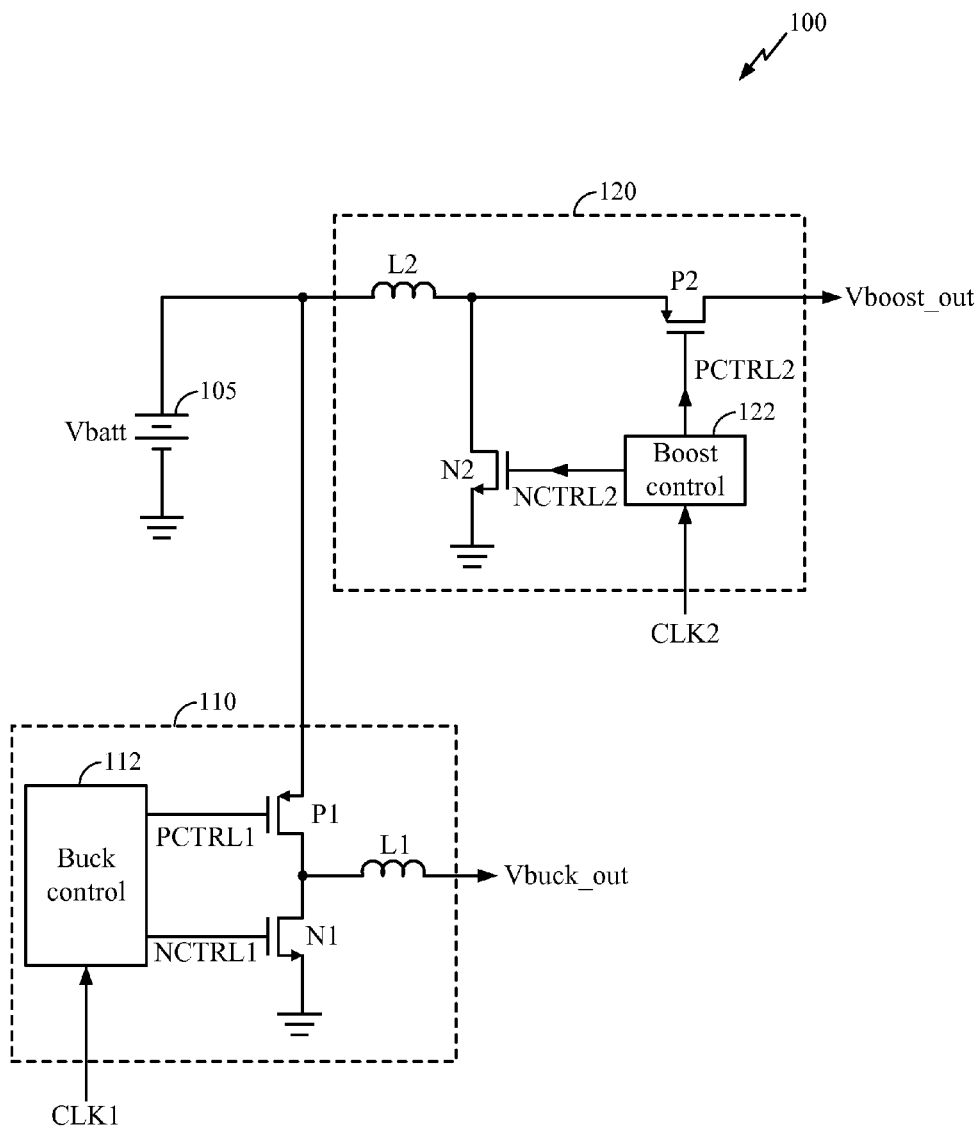 100
120
L2
P2
Vboost_out
PCTRL2
105
122
Vbatt
Boost
control
N2
NCTRL2
CLK2
110
112
P1
PCTRL1
L1
Buck
control
Vbuck_out
N1
NCTRL1
CLK1